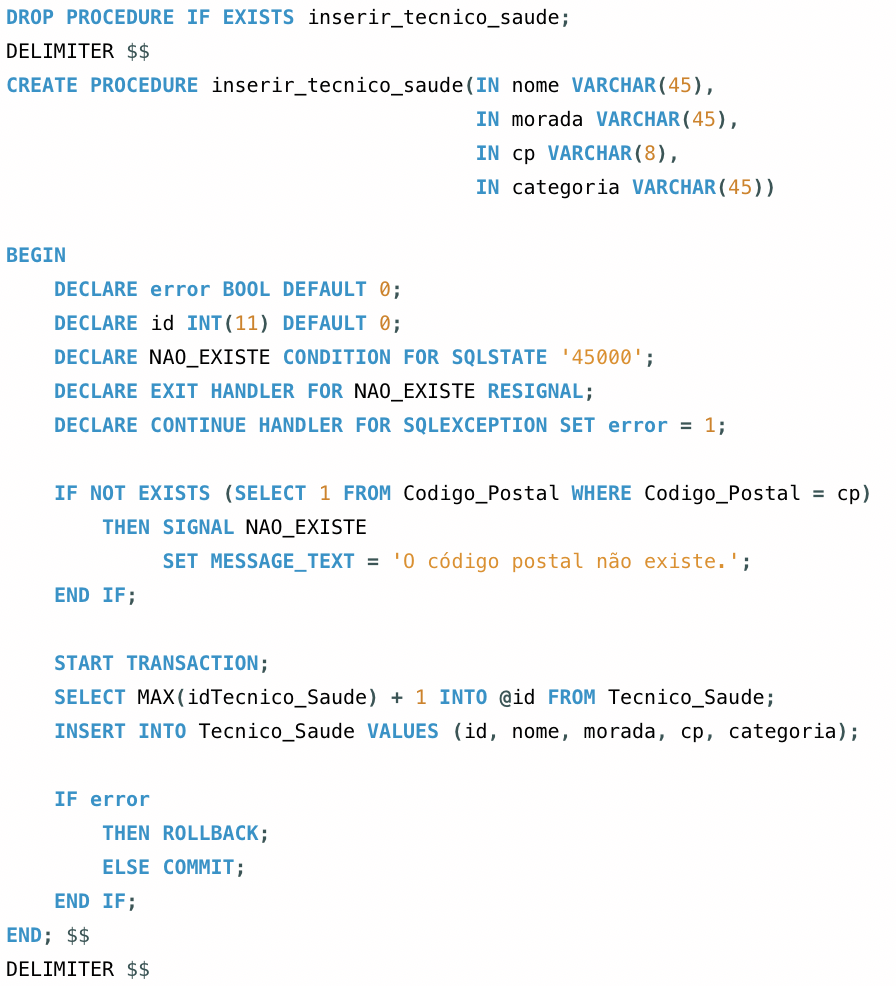 DROP PROCEDURE IF EXISTS inserir_tecnico_saude;
DELIMITER $$
CREATE PROCEDURE inserir_tecnico_saude(IN nome VARCHAR(45),
                                       IN morada VARCHAR(45),
                                       IN cp VARCHAR(8),
                                       IN categoria VARCHAR(45))

BEGIN
    DECLARE error BOOL DEFAULT 0;
    DECLARE id INT(11) DEFAULT 0;
    DECLARE NAO_EXISTE CONDITION FOR SQLSTATE '45000';
    DECLARE EXIT HANDLER FOR NAO_EXISTE RESIGNAL;
    DECLARE CONTINUE HANDLER FOR SQLEXCEPTION SET error = 1;

    IF NOT EXISTS (SELECT 1 FROM Codigo_Postal WHERE Codigo_Postal = cp)
        THEN SIGNAL NAO_EXISTE
             SET MESSAGE_TEXT = 'O código postal não existe.';
    END IF;

    START TRANSACTION;
    SELECT MAX(idTecnico_Saude) + 1 INTO @id FROM Tecnico_Saude;
    INSERT INTO Tecnico_Saude VALUES (id, nome, morada, cp, categoria);

    IF error
        THEN ROLLBACK;
        ELSE COMMIT;
    END IF;
END; $$
DELIMITER $$